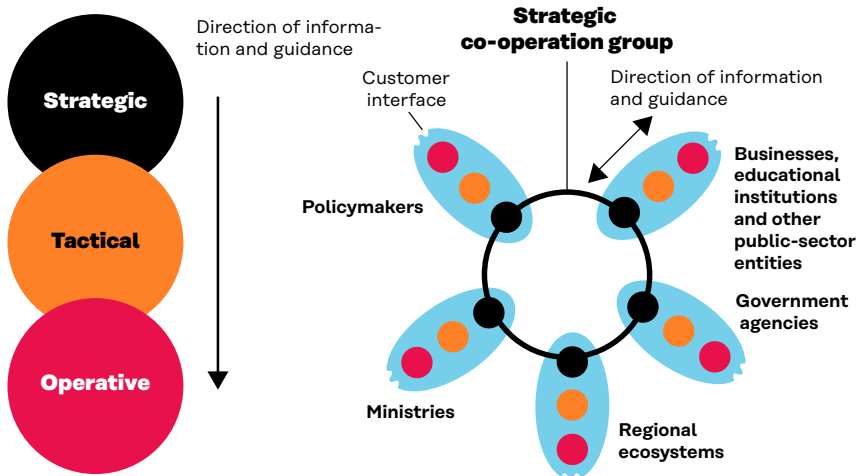 Direction of informa-
tion and guidance
Strategic
Tactical
Operative
Strategic
co-operation group
Customer
interface
Direction of information
and guidance
Policymakers
Businesses,
educational
institutions
and other
public-sector
entities
Government
agencies
Ministries
Regional
ecosystems